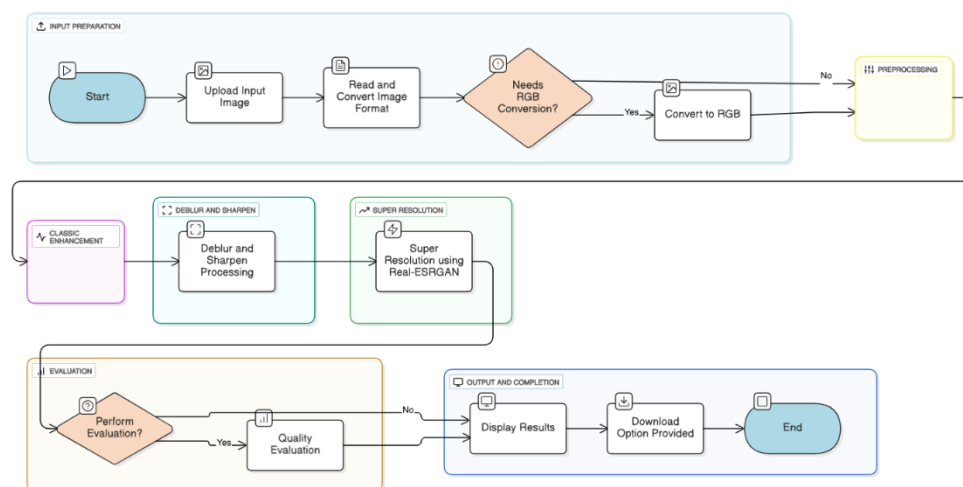 INPUT PREPARATION
Start
Upload Input
Image
Read and
Convert Image
Format
Needs
RGB
Conversion?
No
Yes
Convert to RGB
PREPROCESSING
CLASSIC
ENHANCEMENT
DEBLUR AND SHARPEN
Deblur and
Sharpen
Processing
SUPER RESOLUTION
Super
Resolution using
Real-ESRGAN
EVALUATION
Perform
Evaluation?
No
Yes
Quality
Evaluation
OUTPUT AND COMPLETION
Display Results
Download
Option Provided
End